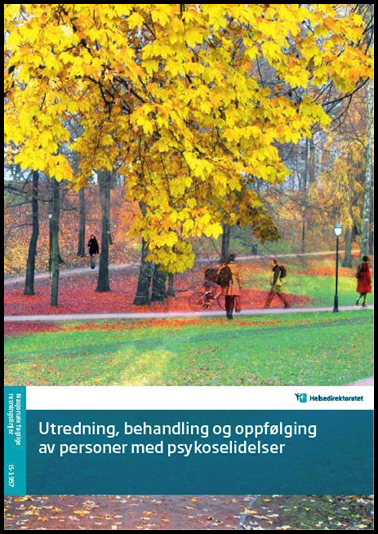 Helsedirektoratet
Utredning, behandling og oppfølging
av personer med psykoselidelser
Nasjonale faglige
retningslinjer
IS-1957